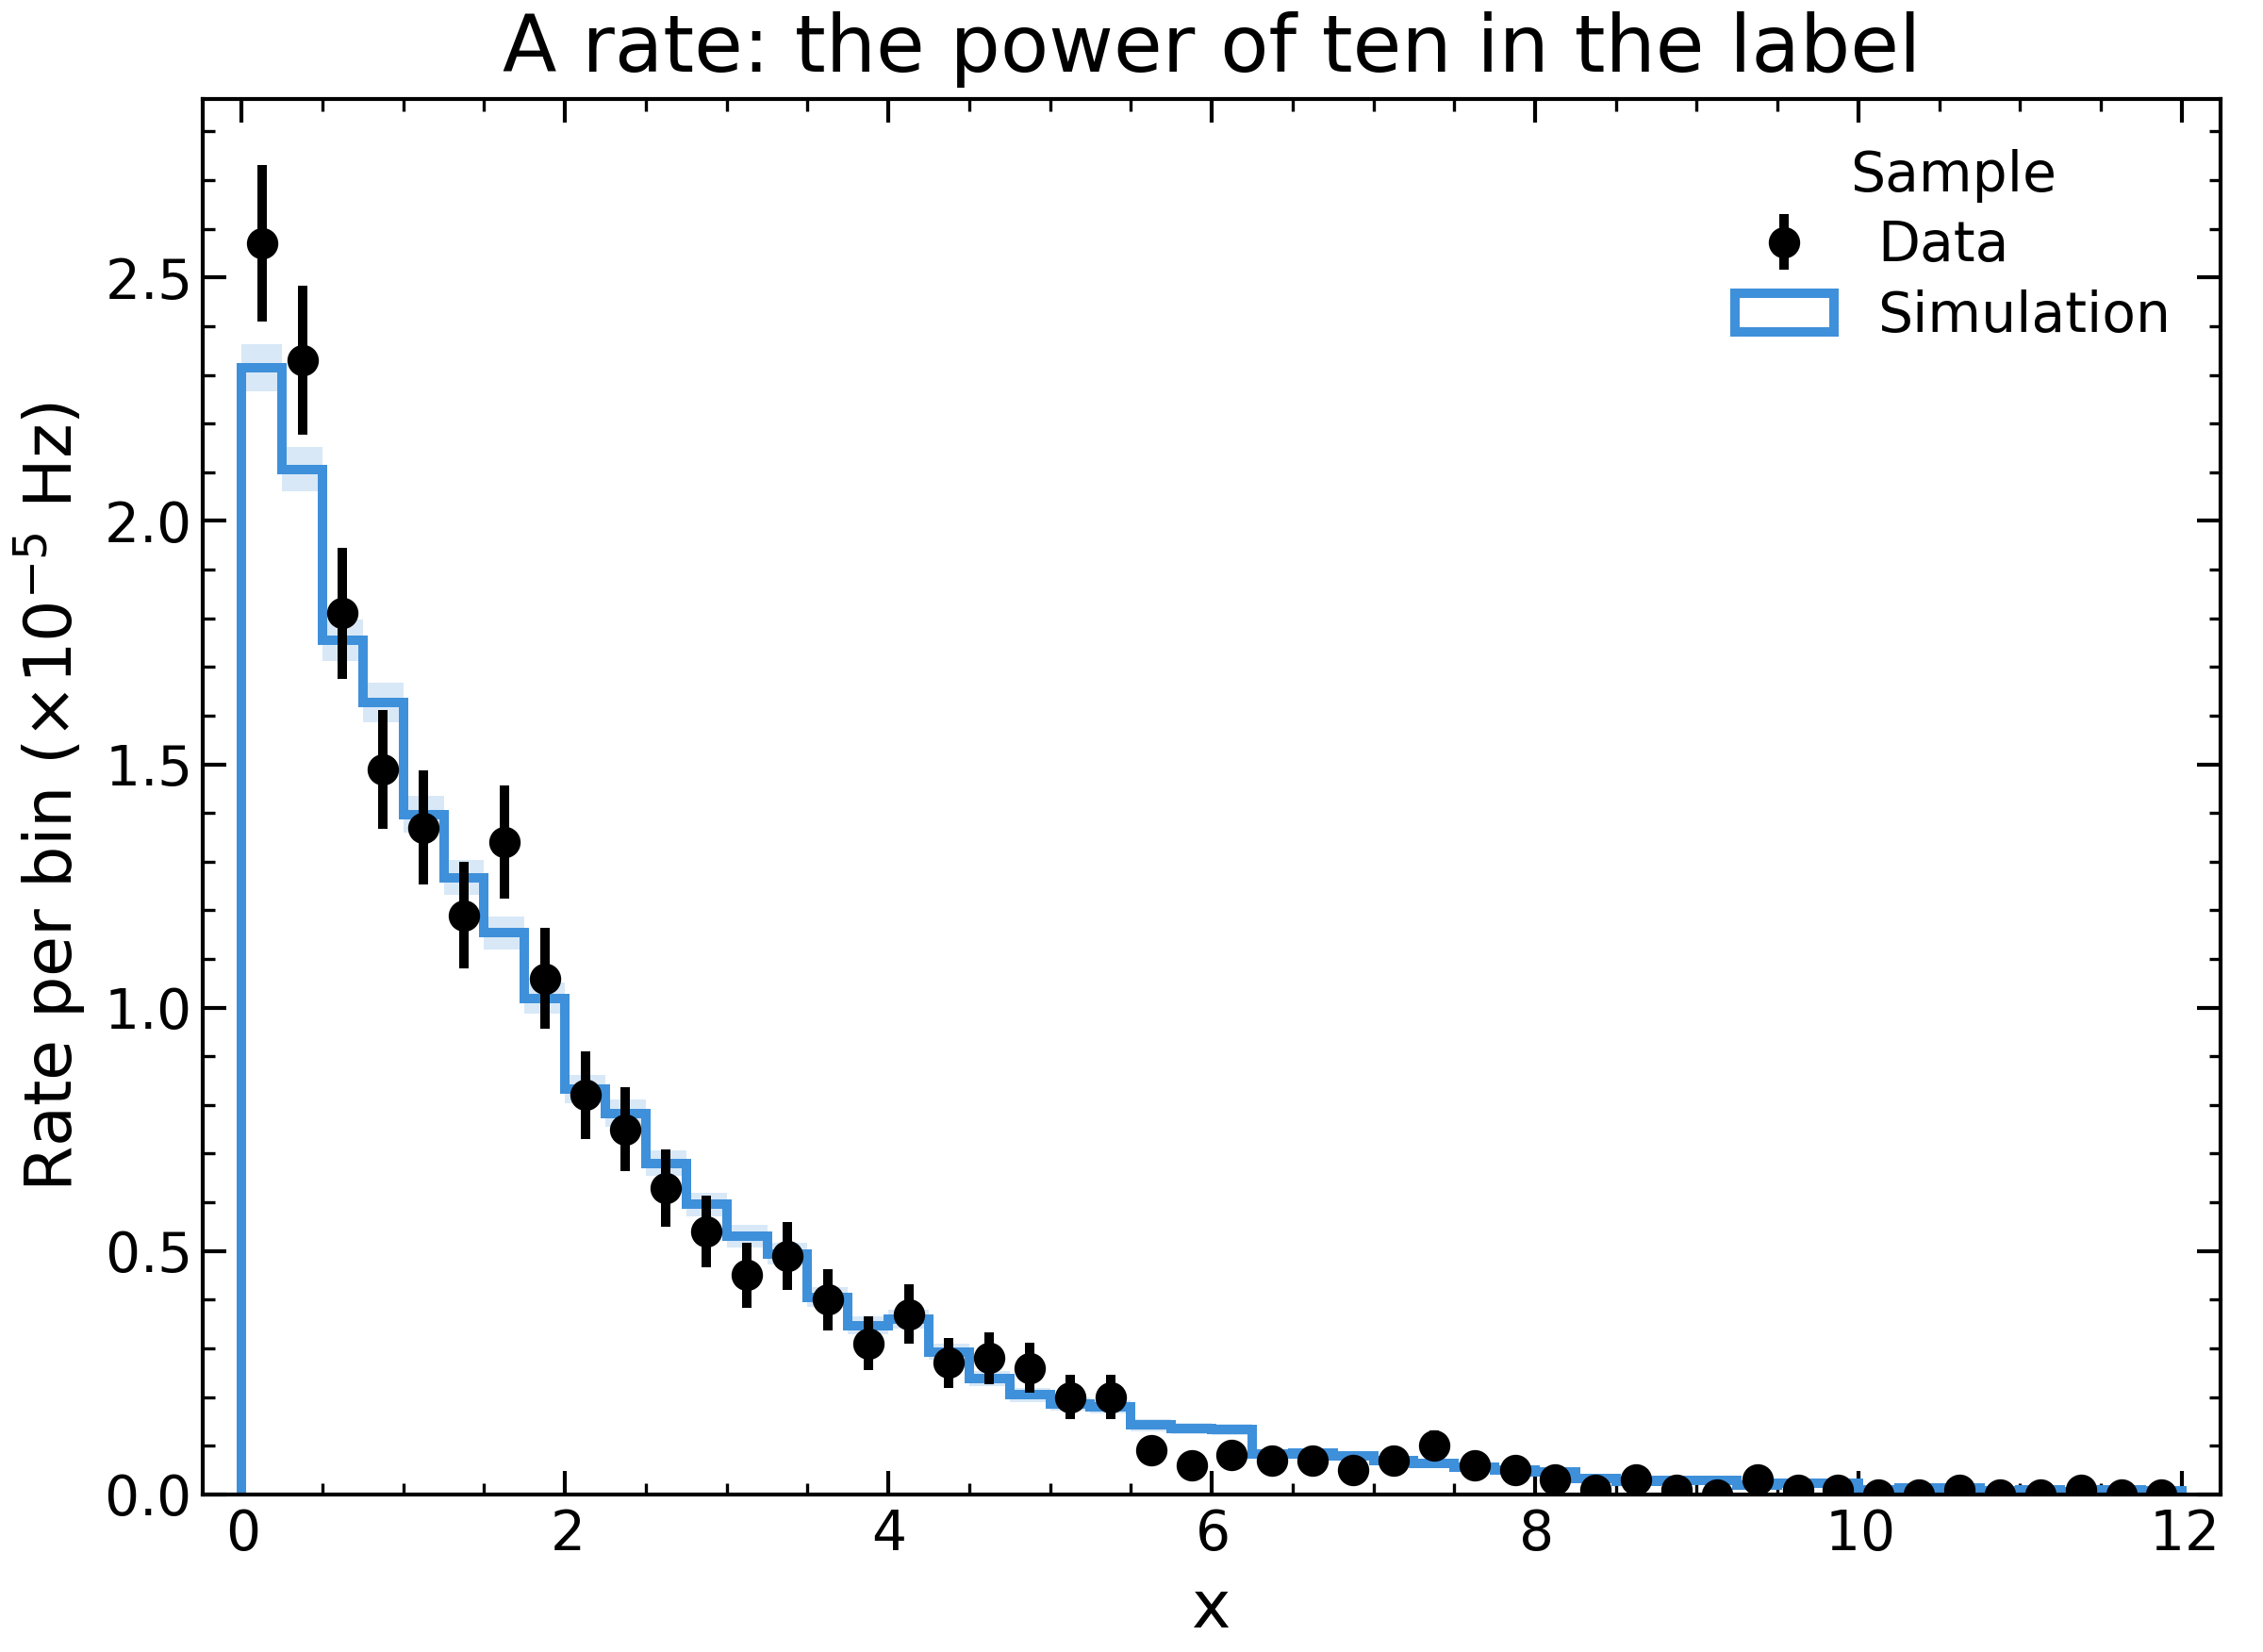 A rate: the power of ten in the label
Rate per bin (×10⁻⁵ Hz)
Sample
Data
Simulation
2.5
2.0
1.5
1.0
0.5
0.0
0 2 4 6 8 10 12
x